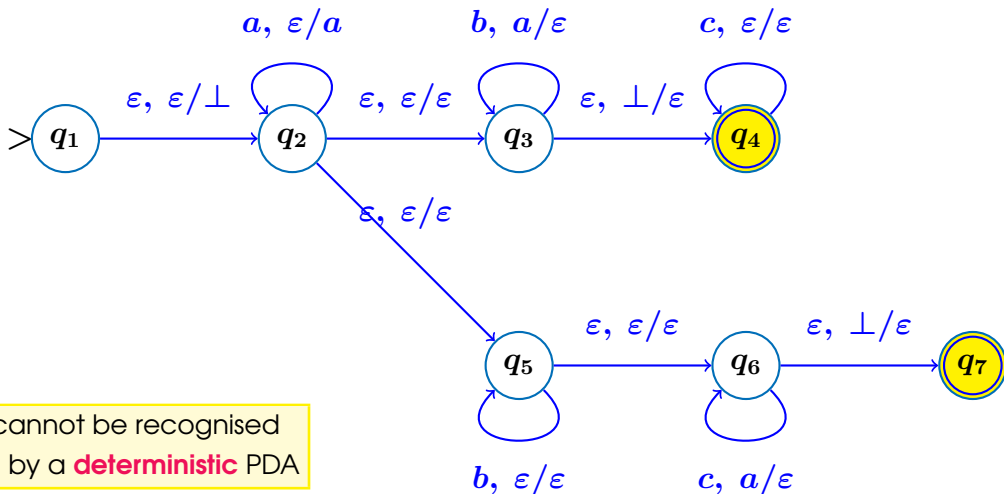 a, ε/a
b, a/ε
c, ε/ε
ε, ε/⊥
ε, ε/ε
ε, ⊥/ε
>
q₁
q₂
q₃
q₄
ε, ε/ε
ε, ε/ε
ε, ⊥/ε
q₅
q₆
q₇
cannot be recognised
by a deterministic PDA
b, ε/ε
c, a/ε